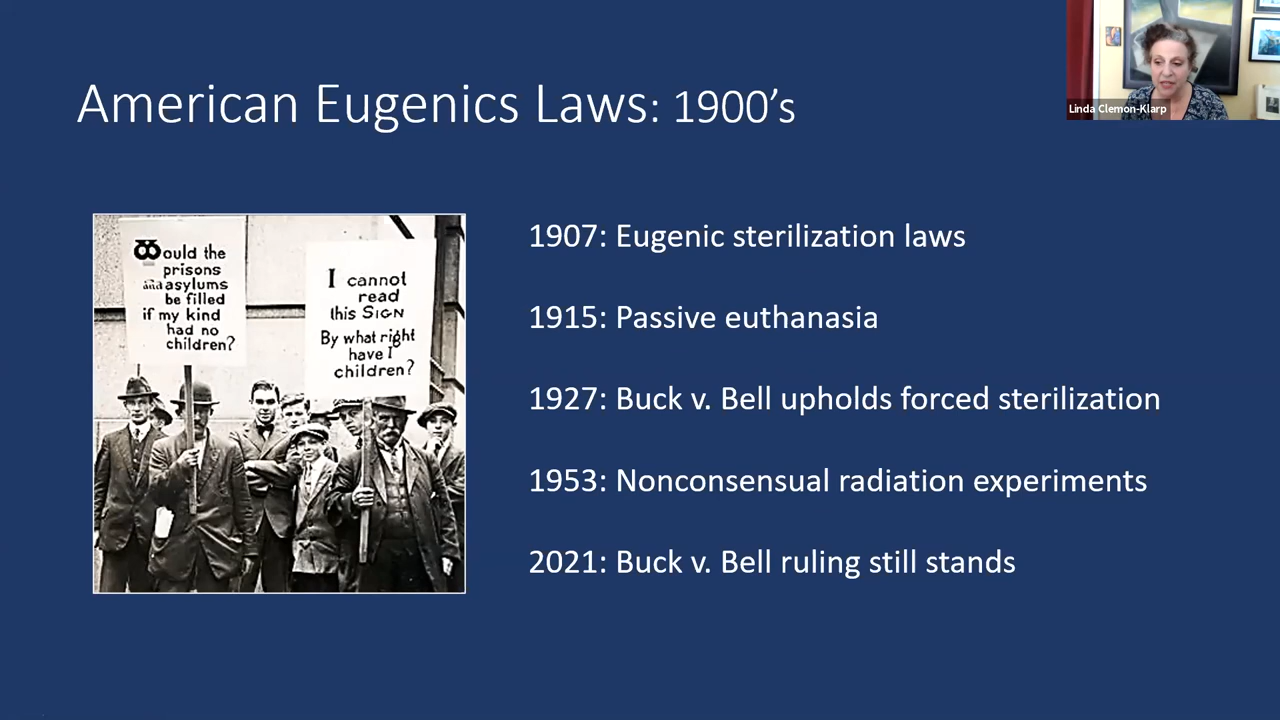 American Eugenics Laws: 1900's
Linda Clemon-Klarp
Would the
prisons
and asylums
be filled
if my kind
had no
children?
I cannot
read
this SIGN
By what right
have I
children?
1907: Eugenic sterilization laws
1915: Passive euthanasia
1927: Buck v. Bell upholds forced sterilization
1953: Nonconsensual radiation experiments
2021: Buck v. Bell ruling still stands